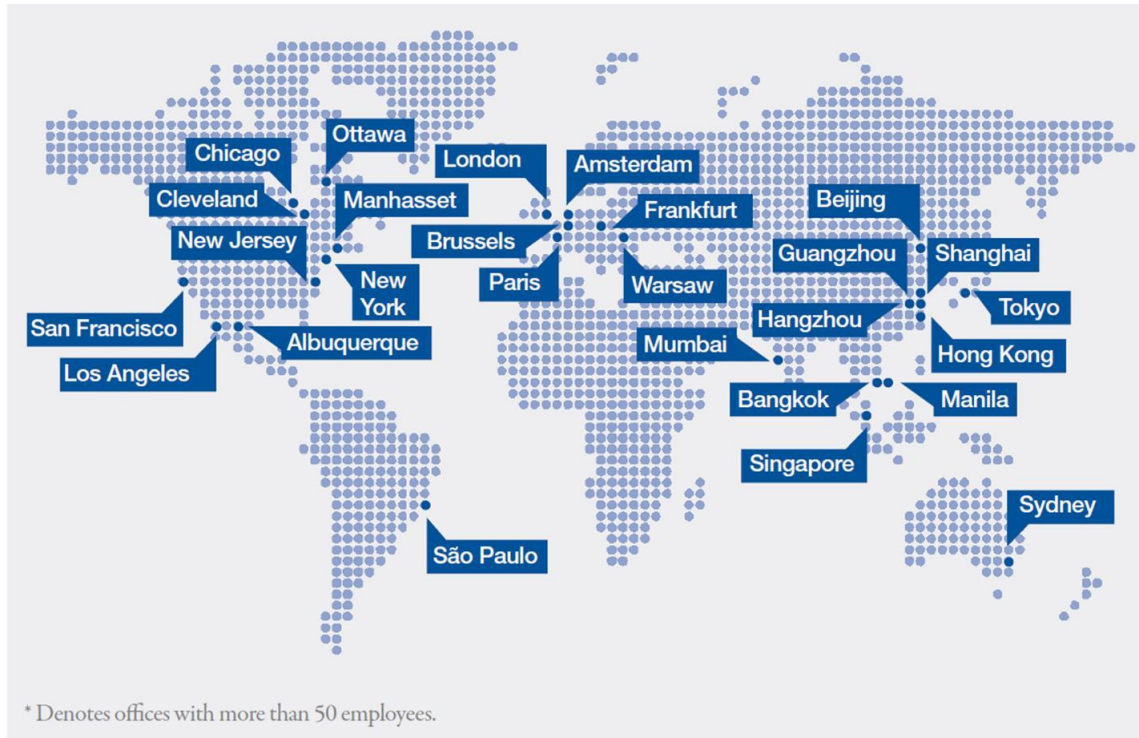 Ottawa
Chicago
London
Amsterdam
Cleveland
Manhasset
Frankfurt
Beijing
New Jersey
Brussels
Guangzhou
Shanghai
Paris
Warsaw
New
York
Tokyo
San Francisco
Hangzhou
Albuquerque
Mumbai
Hong Kong
Los Angeles
Bangkok
Manila
Singapore
Sydney
São Paulo
* Denotes offices with more than 50 employees.